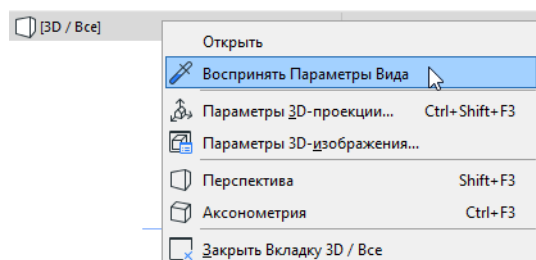 [3D / Все]
Открыть
Воспринять Параметры Вида
Параметры 3D-проекции... Ctrl+Shift+F3
Параметры 3D-изображения...
Перспектива Shift+F3
Аксонометрия Ctrl+F3
Закрыть Вкладку 3D / Все